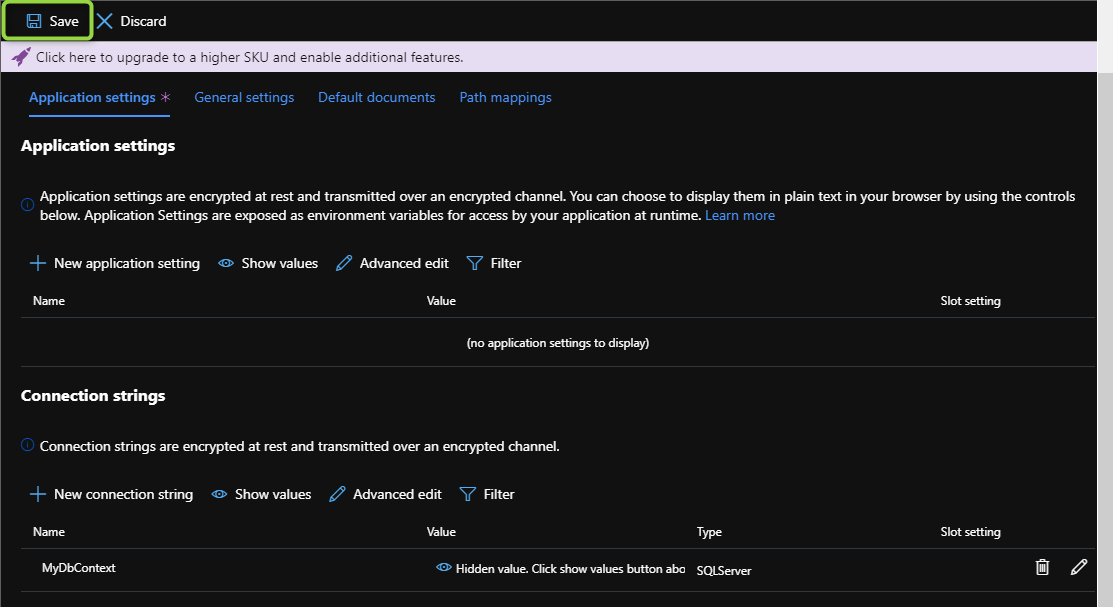 Save Discard
Click here to upgrade to a higher SKU and enable additional features.
Application settings * General settings Default documents Path mappings
Application settings
Application settings are encrypted at rest and transmitted over an encrypted channel. You can choose to display them in plain text in your browser by using the controls
below. Application Settings are exposed as environment variables for access by your application at runtime. Learn more
New application setting Show values Advanced edit Filter
Name Value Slot setting
(no application settings to display)
Connection strings
Connection strings are encrypted at rest and transmitted over an encrypted channel.
New connection string Show values Advanced edit Filter
Name Value Type Slot setting
MyDbContext Hidden value. Click show values button abo SQLServer